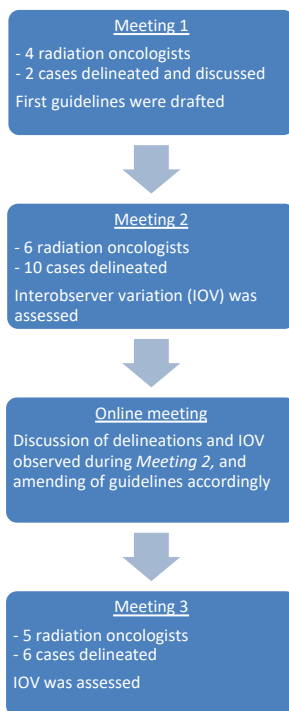 Meeting 1
- 4 radiation oncologists
- 2 cases delineated and discussed
First guidelines were drafted
Meeting 2
- 6 radiation oncologists
- 10 cases delineated
Interobserver variation (IOV) was
assessed
Online meeting
Discussion of delineations and IOV
observed during Meeting 2, and
amending of guidelines accordingly
Meeting 3
- 5 radiation oncologists
- 6 cases delineated
IOV was assessed